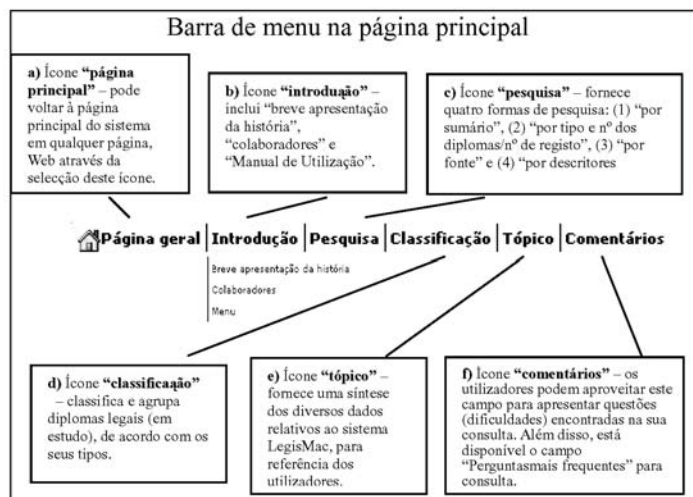 Barra de menu na página principal
a) Ícone “página
principal” – pode
voltar à página
principal do sistema
em qualquer página,
Web através da
selecção deste ícone.
b) Ícone “introdução” –
inclui “breve apresentação
da história”,
“colaboradores” e
“Manual de Utilização”.
c) Ícone “pesquisa” – fornece
quatro formas de pesquisa: (1) “por
sumário”, (2) “por tipo e nº dos
diplomas/nº de registo”, (3) “por
fonte” e (4) “por descritores
Página geral Introdução Pesquisa Classificação Tópico Comentários
Breve apresentação da história
Colaboradores
Menu
d) Ícone “classificaąão”
– classifica e agrupa
diplomas legais (em
estudo), de acordo com os
seus tipos.
e) Ícone “tópico” –
fornece uma síntese
dos diversos dados
relativos ao sistema
LegisMac, para
referência dos
utilizadores.
f) Ícone “comentários” – os
utilizadores podem aproveitar este
campo para apresentar questões
(dificuldades) encontradas na sua
consulta. Além disso, está
disponível o campo
“Perguntasmais frequentes” para
consulta.